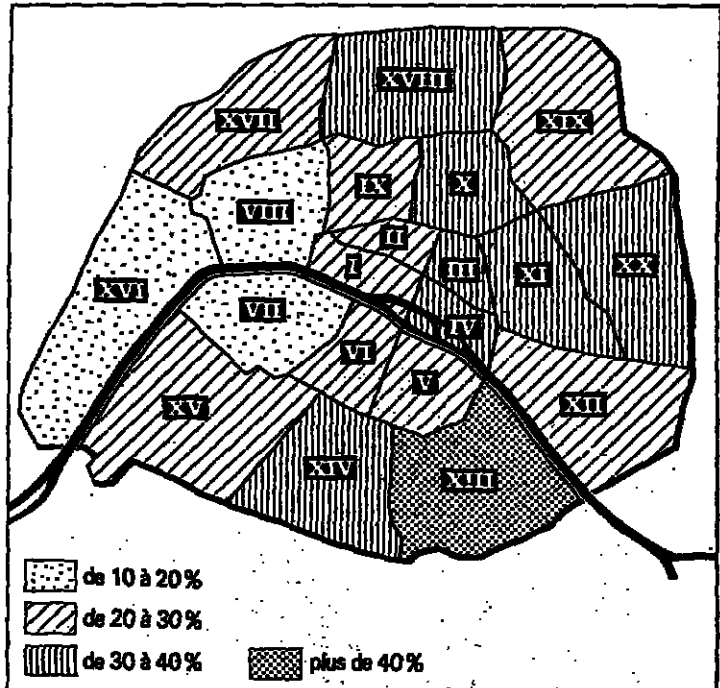 XVIII
XVII
XIX
IX
X
VIII
II
I
III
XI
XX
XVI
VII
IV
VI
V
XV
XII
XIV
XIII
de 10 à 20%
de 20 à 30%
de 30 à 40%
plus de 40%